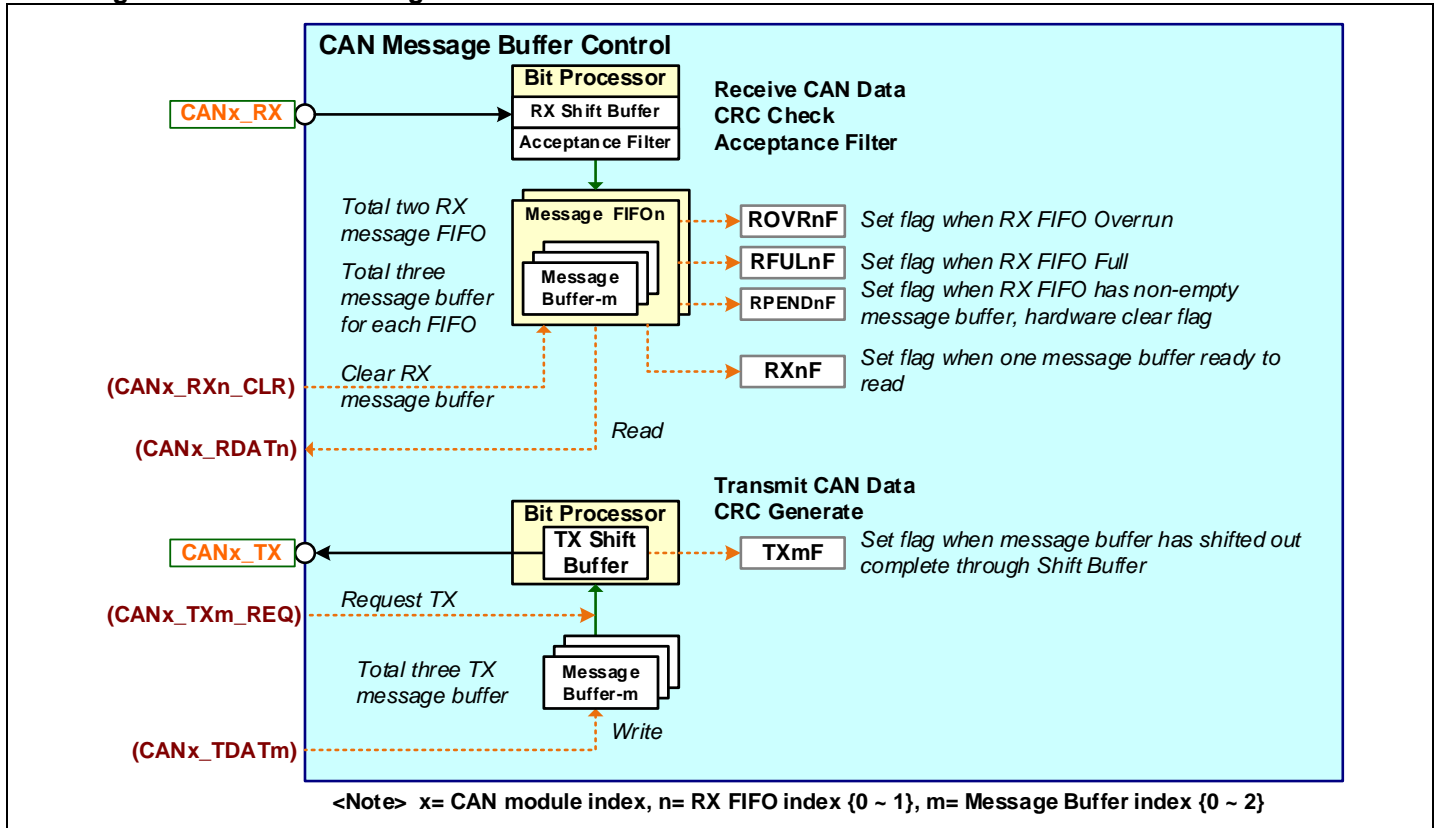 CAN Message Buffer Control
Bit Processor
RX Shift Buffer
Acceptance Filter
Receive CAN Data
CRC Check
Acceptance Filter
CANx_RX
Total two RX
message FIFO
Total three
message buffer
for each FIFO
Message FIFOn
Message
Buffer-m
ROVRnF
Set flag when RX FIFO Overrun
RFULnF
Set flag when RX FIFO Full
RPENDnF
Set flag when RX FIFO has non-empty
message buffer, hardware clear flag
RXnF
Set flag when one message buffer ready to
read
(CANx_RXn_CLR)
Clear RX
message buffer
(CANx_RDATn)
Read
Transmit CAN Data
CRC Generate
Bit Processor
TX Shift
Buffer
CANx_TX
TXmF
Set flag when message buffer has shifted out
complete through Shift Buffer
(CANx_TXm_REQ)
Request TX
Total three TX
message buffer
Message
Buffer-m
(CANx_TDATm)
Write
<Note> x= CAN module index, n= RX FIFO index {0 ~ 1}, m= Message Buffer index {0 ~ 2}